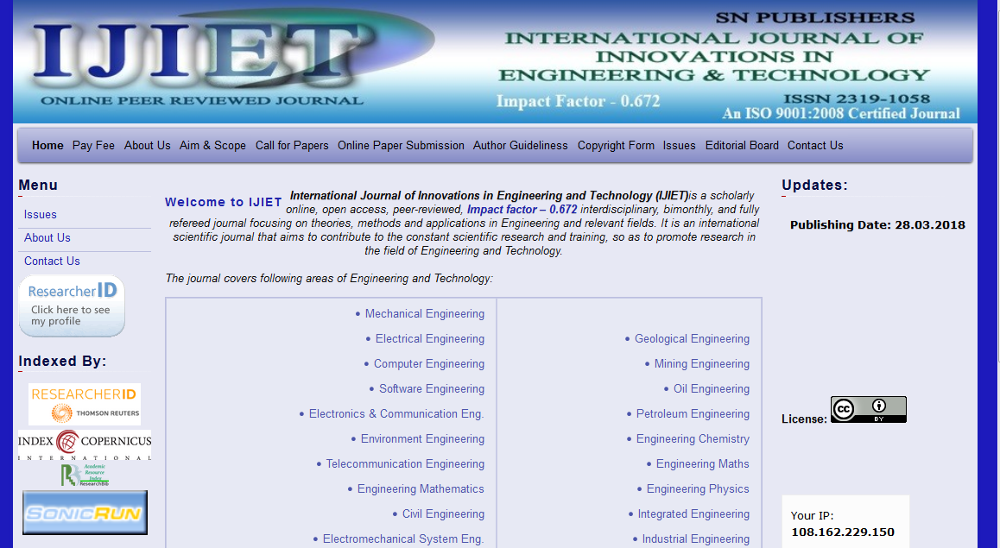 IJIET
ONLINE PEER REVIEWED JOURNAL
SN PUBLISHERS
INTERNATIONAL JOURNAL OF
INNOVATIONS IN
ENGINEERING & TECHNOLOGY
Impact Factor - 0.672
ISSN 2319-1058
An ISO 9001:2008 Certified Journal
Home Pay Fee About Us Aim & Scope Call for Papers Online Paper Submission Author Guideliness Copyright Form Issues Editorial Board Contact Us
Menu
Issues
About Us
Contact Us
ResearcherID
Click here to see
my profile
Indexed By:
RESEARCHERID
THOMSON REUTERS
INDEX COPERNICUS
INTERNATIONAL
Academic
Resource
Index
ResearchBib
SONICRUN
Welcome to IJIET International Journal of Innovations in Engineering and Technology (IJIET)is a scholarly
online, open access, peer-reviewed, Impact factor – 0.672 interdisciplinary, bimonthly, and fully
refereed journal focusing on theories, methods and applications in Engineering and relevant fields. It is an international
scientific journal that aims to contribute to the constant scientific research and training, so as to promote research in
the field of Engineering and Technology.
The journal covers following areas of Engineering and Technology:
• Mechanical Engineering
• Electrical Engineering
• Computer Engineering
• Software Engineering
• Electronics & Communication Eng.
• Environment Engineering
• Telecommunication Engineering
• Engineering Mathematics
• Civil Engineering
• Electromechanical System Eng.
• Geological Engineering
• Mining Engineering
• Oil Engineering
• Petroleum Engineering
• Engineering Chemistry
• Engineering Maths
• Engineering Physics
• Integrated Engineering
• Industrial Engineering
Updates:
Publishing Date: 28.03.2018
License: cc BY
Your IP:
108.162.229.150